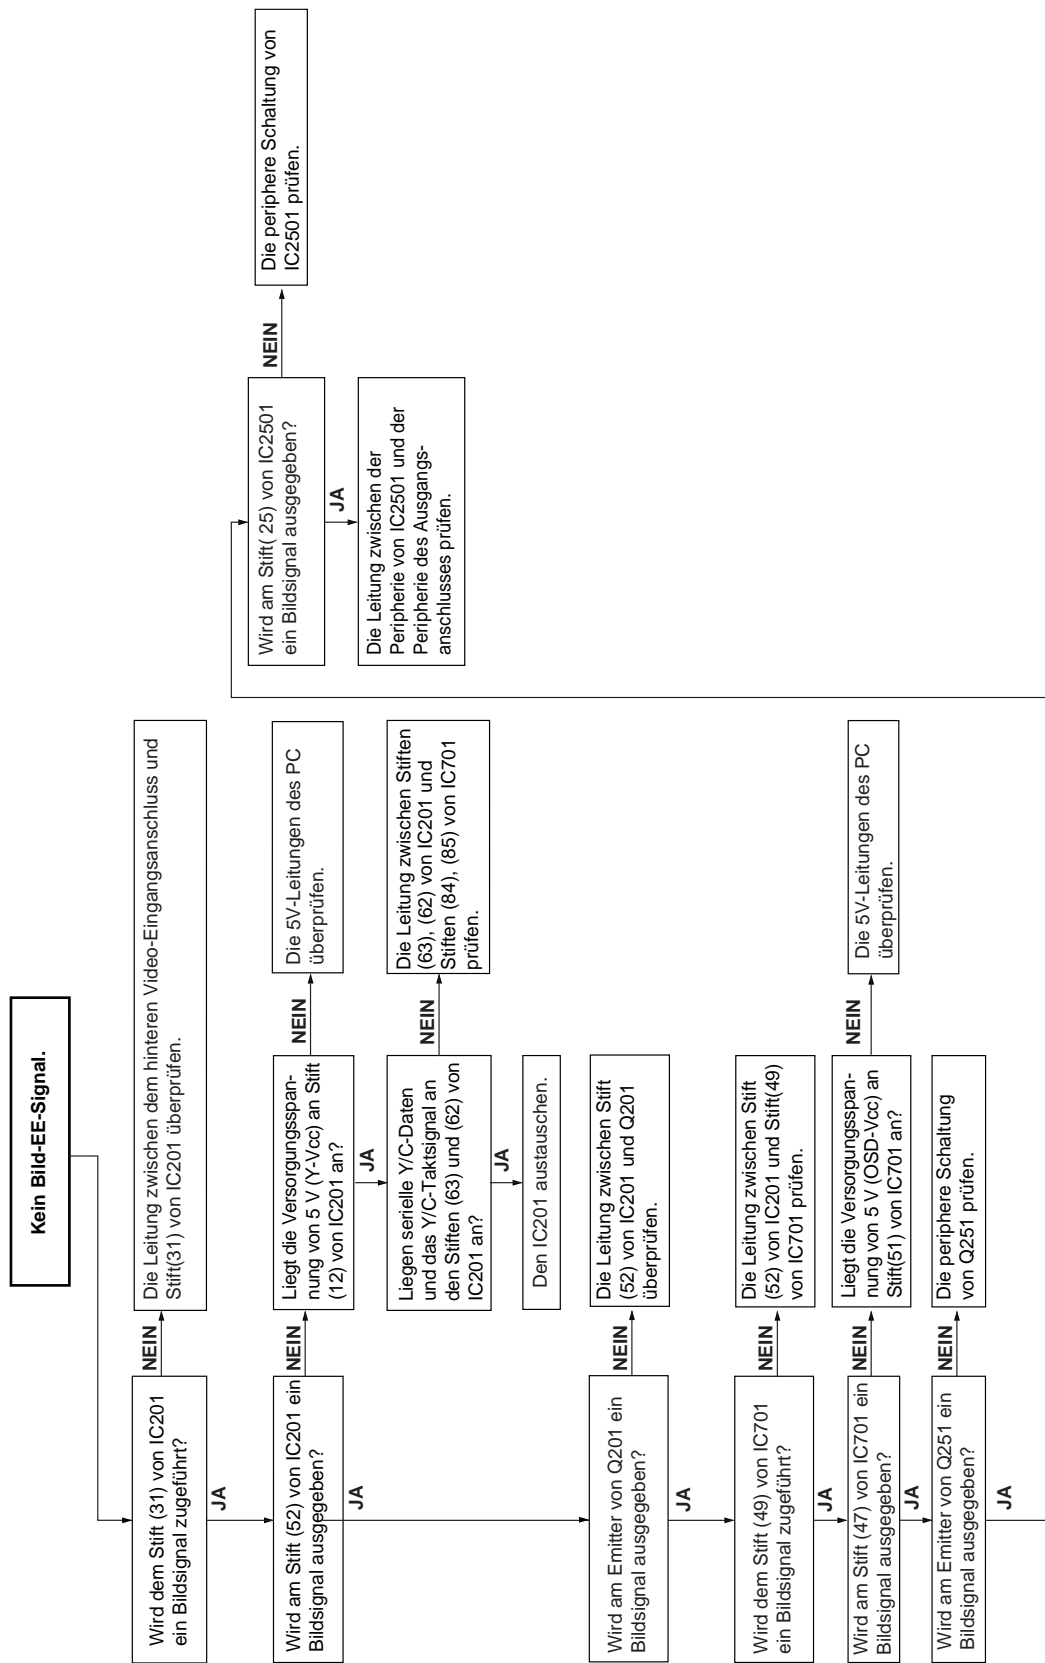 Kein Bild-EE-Signal.
Wird dem Stift (31) von IC201
ein Bildsignal zugeführt?
NEIN
Die Leitung zwischen dem hinteren Video-Eingangsanschluss und
Stift(31) von IC201 überprüfen.
JA
Wird am Stift (52) von IC201 ein
Bildsignal ausgegeben?
NEIN
Liegt die Versorgungsspan-
nung von 5 V (Y-Vcc) an Stift
(12) von IC201 an?
NEIN
Die 5V-Leitungen des PC
überprüfen.
JA
Liegen serielle Y/C-Daten
und das Y/C-Taktsignal an
den Stiften (63) und (62) von
IC201 an?
NEIN
Die Leitung zwischen Stiften
(63), (62) von IC201 und
Stiften (84), (85) von IC701
prüfen.
JA
Den IC201 austauschen.
JA
Wird am Emitter von Q201 ein
Bildsignal ausgegeben?
NEIN
Die Leitung zwischen Stift
(52) von IC201 und Q201
überprüfen.
JA
Wird dem Stift (49) von IC701
ein Bildsignal zugeführt?
NEIN
Die Leitung zwischen Stift
(52) von IC201 und Stift(49)
von IC701 prüfen.
JA
Wird am Stift (47) von IC701 ein
Bildsignal ausgegeben?
NEIN
Liegt die Versorgungsspan-
nung von 5 V (OSD-Vcc) an
Stift(51) von IC701 an?
NEIN
Die 5V-Leitungen des PC
überprüfen.
JA
Wird am Emitter von Q251 ein
Bildsignal ausgegeben?
NEIN
Die periphere Schaltung
von Q251 prüfen.
JA
Wird am Stift( 25) von IC2501
ein Bildsignal ausgegeben?
NEIN
Die periphere Schaltung von
IC2501 prüfen.
JA
Die Leitung zwischen der
Peripherie von IC2501 und der
Peripherie des Ausgangs-
anschlusses prüfen.